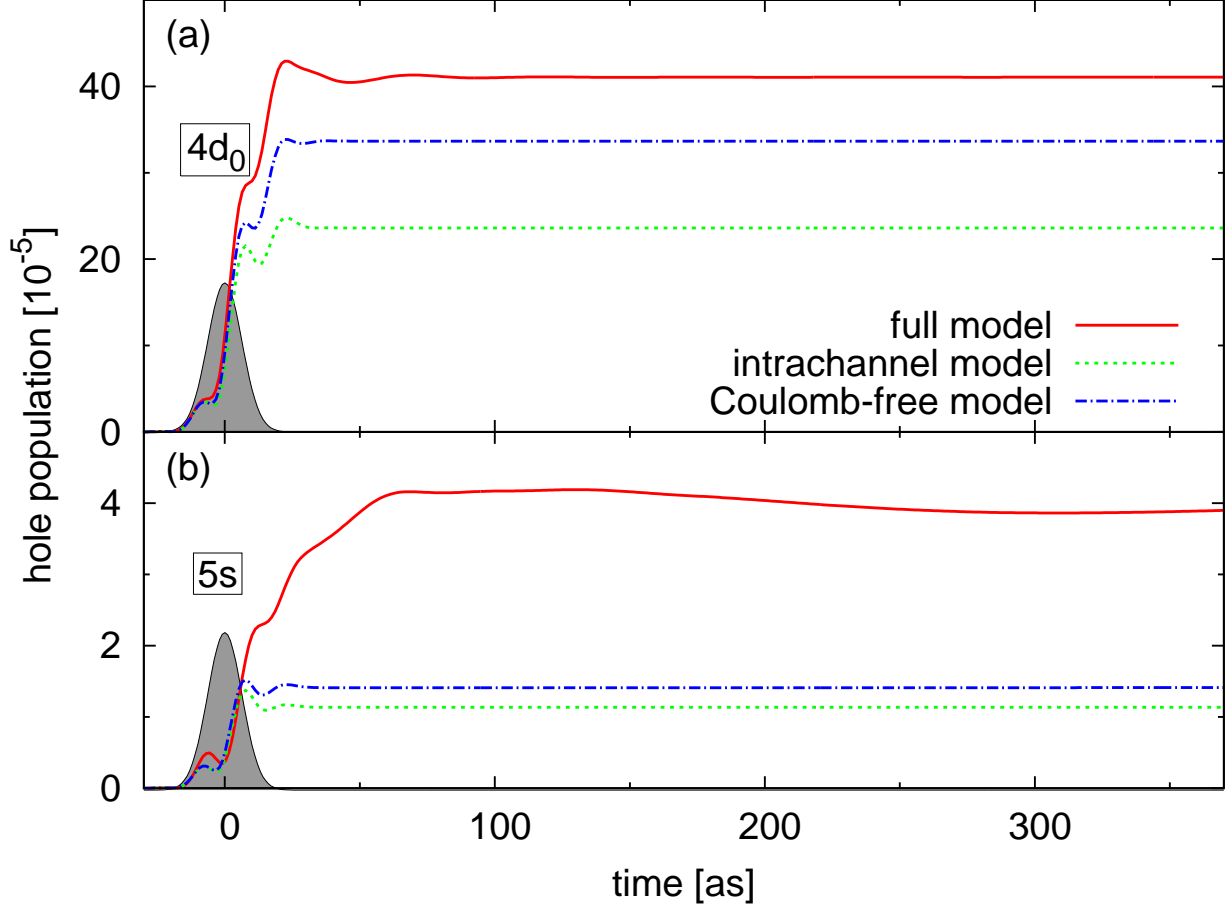 (a)
40
4d0
hole population [10-5]
20
full model
intrachannel model
Coulomb-free model
0
(b)
4
5s
2
0
0 100 200 300
time [as]